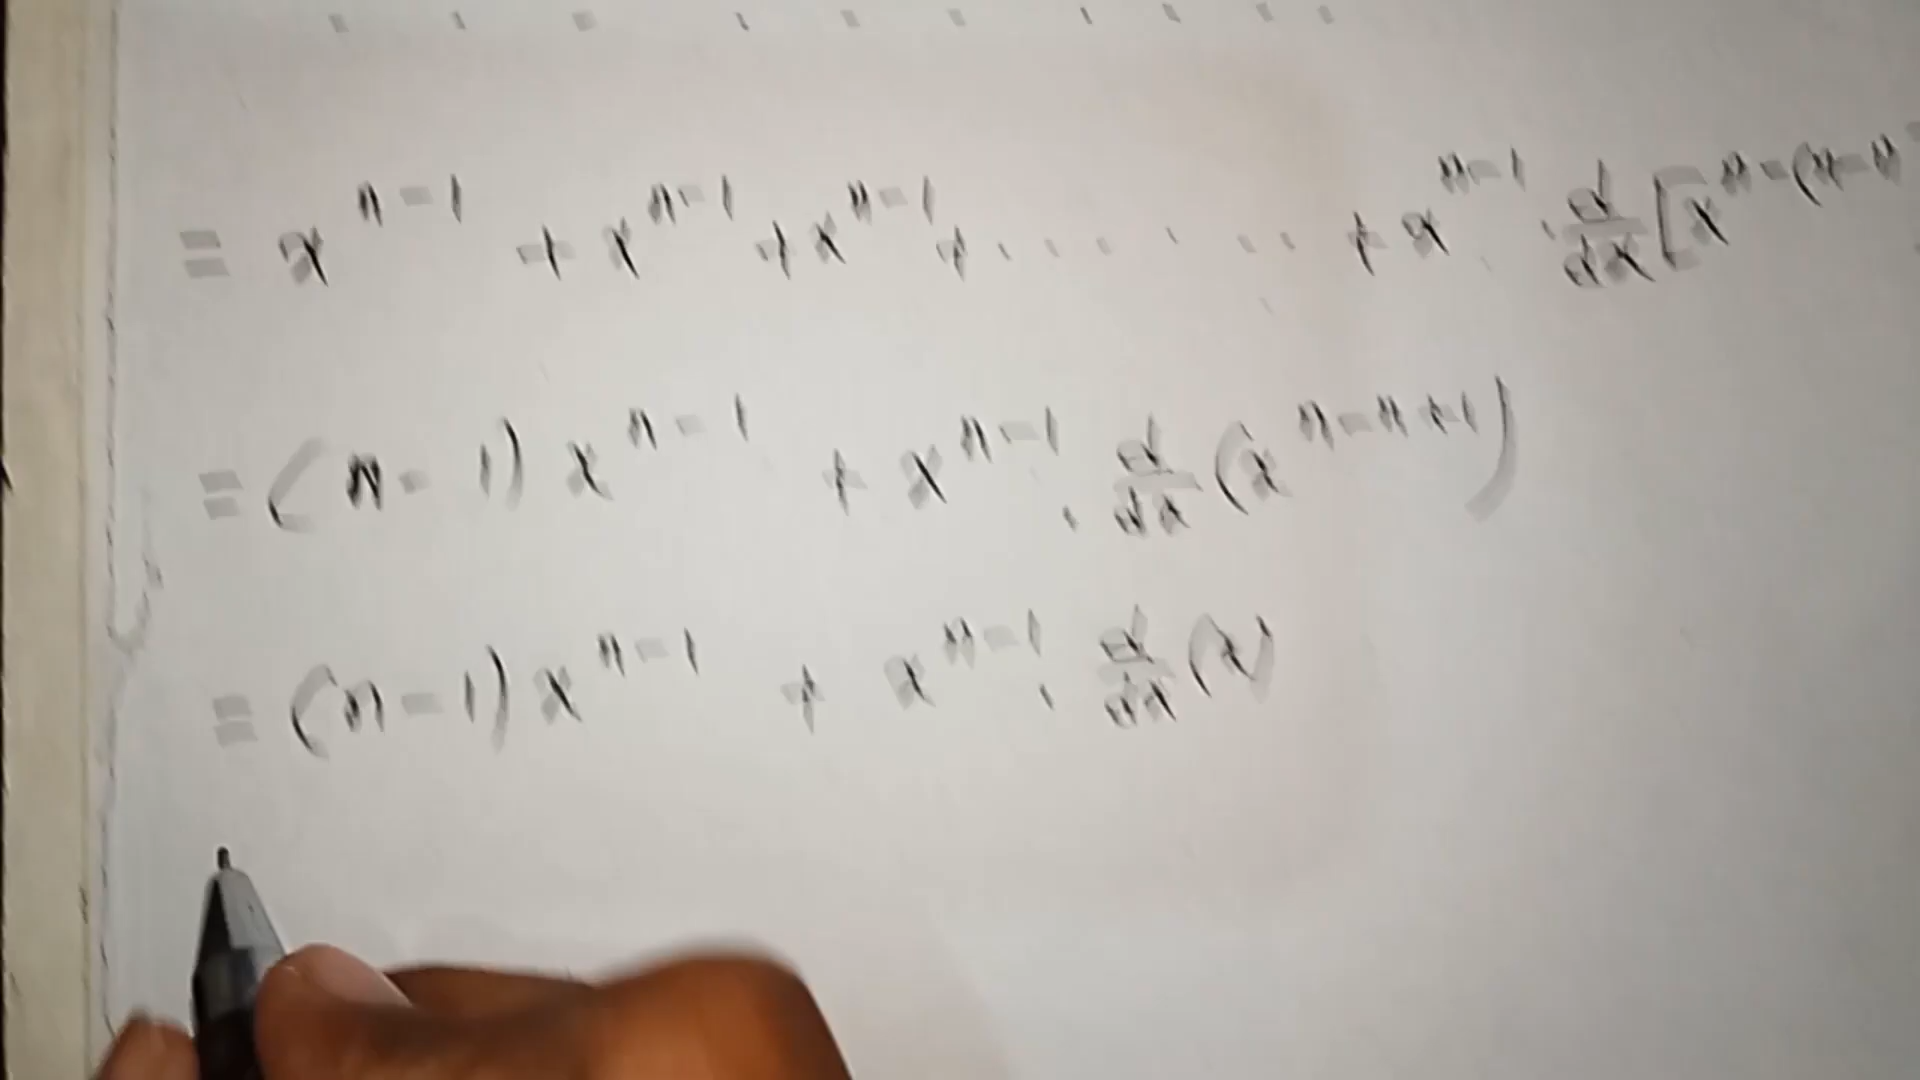 = x^{n-1} + x^{n-1} + x^{n-1} + . . . . . . + x^{n-1} . d/dx [x^{n-(n-1)}
= (n-1) x^{n-1} + x^{n-1} . d/dx (x^{n-n+1})
= (n-1) x^{n-1} + x^{n-1} . d/dx (x)